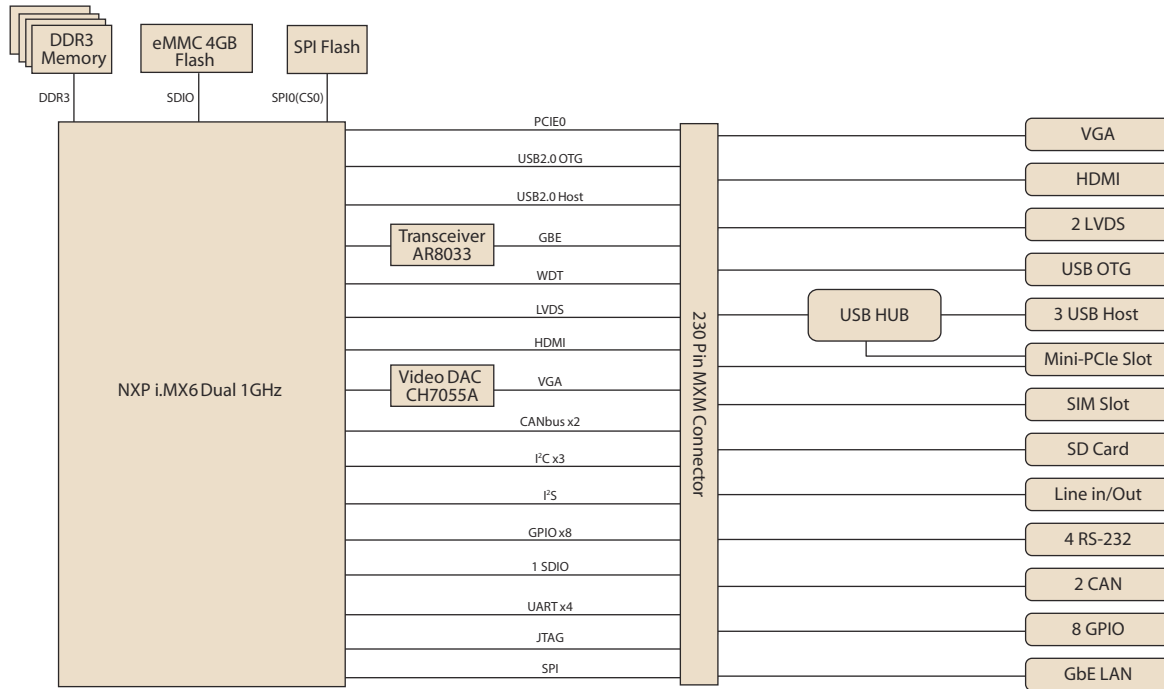 DDR3
Memory
eMMC 4GB
Flash
SPI Flash
DDR3
SDIO
SPI0(CS0)
NXP i.MX6 Dual 1GHz
PCIE0
USB2.0 OTG
USB2.0 Host
Transceiver
AR8033
GBE
WDT
LVDS
HDMI
Video DAC
CH7055A
VGA
CANbus x2
I²C x3
I²S
GPIO x8
1 SDIO
UART x4
JTAG
SPI
230 Pin MXM Connector
USB HUB
VGA
HDMI
2 LVDS
USB OTG
3 USB Host
Mini-PCIe Slot
SIM Slot
SD Card
Line in/Out
4 RS-232
2 CAN
8 GPIO
GbE LAN